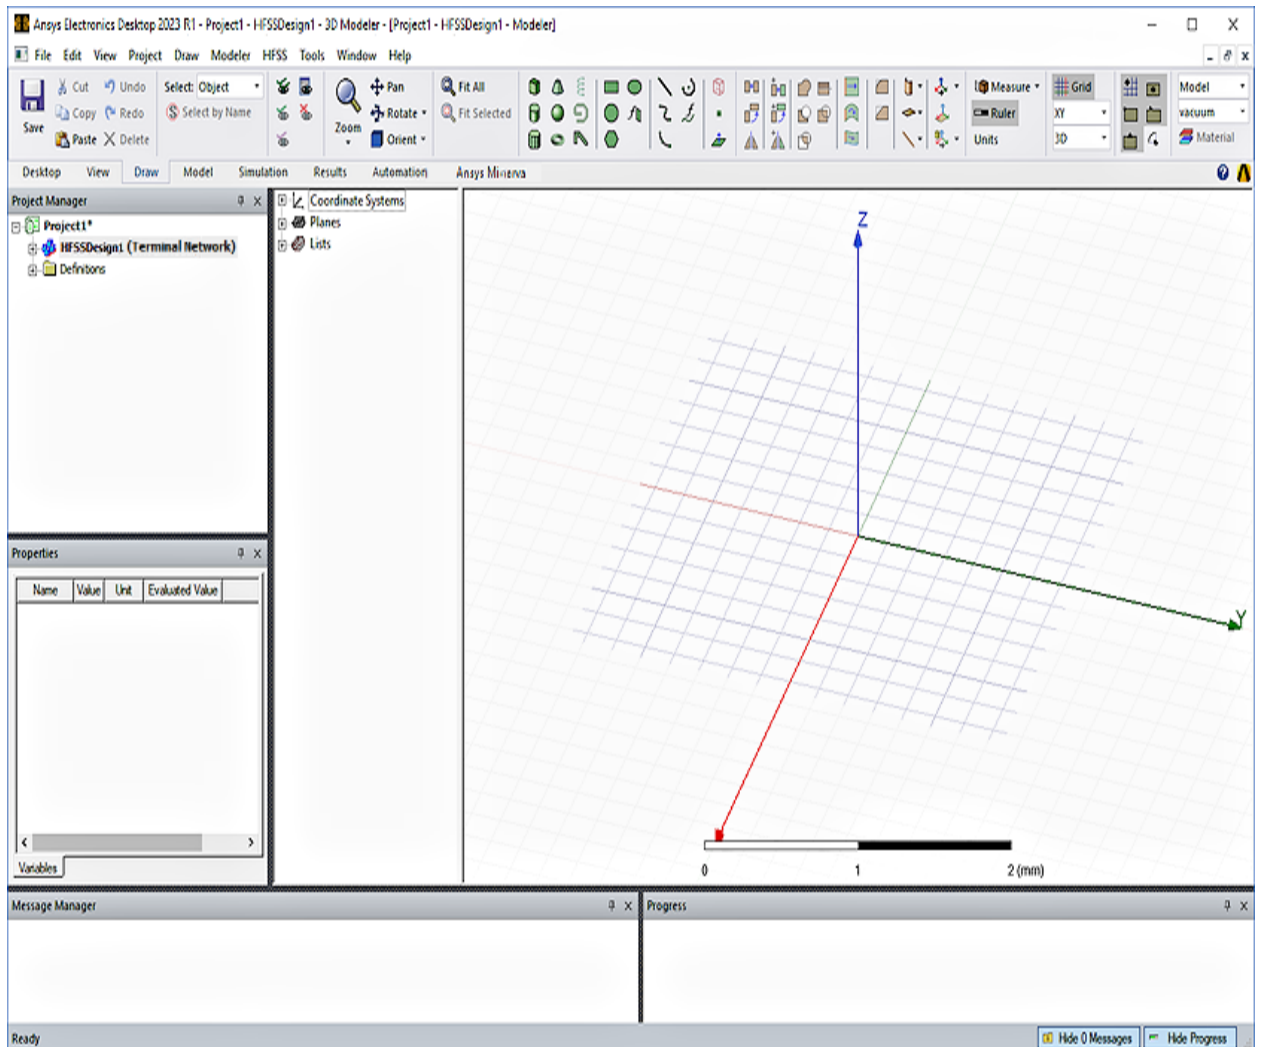 Ansys Electronics Desktop 2023 R1 - Project1 - HFSSDesign1 - 3D Modeler - [Project1 - HFSSDesign1 - Modeler]
File Edit View Project Draw Modeler HFSS Tools Window Help
Cut Undo Select: Object Pan Fit All Measure Grid Model
Save Copy Redo Select by Name Zoom Rotate Fit Selected Ruler XY vacuum
Paste Delete Orient Units 3D Material
Desktop View Draw Model Simulation Results Automation Ansys Minerva
Project Manager
Project1*
HFSSDesign1 (Terminal Network)
Definitions
Coordinate Systems
Planes
Lists
Z
Y
0 1 2 (mm)
Properties
Name Value Unit Evaluated Value
Variables
Message Manager
Progress
Ready
Hide 0 Messages Hide Progress